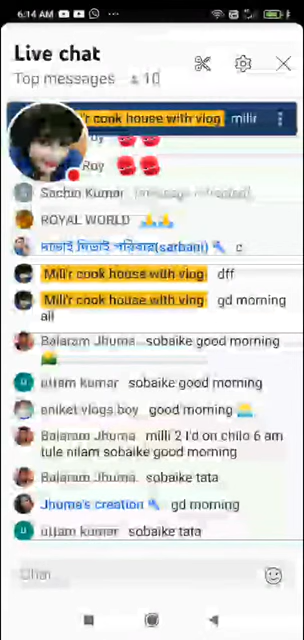 6:14 AM
Live chat
Top messages 10
cook house with vlog milli
Roy
Sachin Kumar [message retracted]
ROYAL WORLD 🙏🙏
দাভাই দিভাই পরিবার(sarbani) c
Milli'r cook house with vlog dff
Milli'r cook house with vlog gd morning
all
Balaram Jhuma sobaike good morning
uttam kumar sobaike good morning
aniket vlogs boy good morning
Balaram Jhuma milli 2 I'd on chilo 6 am
tule nilam sobaike good morning
Balaram Jhuma sobaike tata
Jhuma's creation gd morning
uttam kumar sobaike tata
Chat